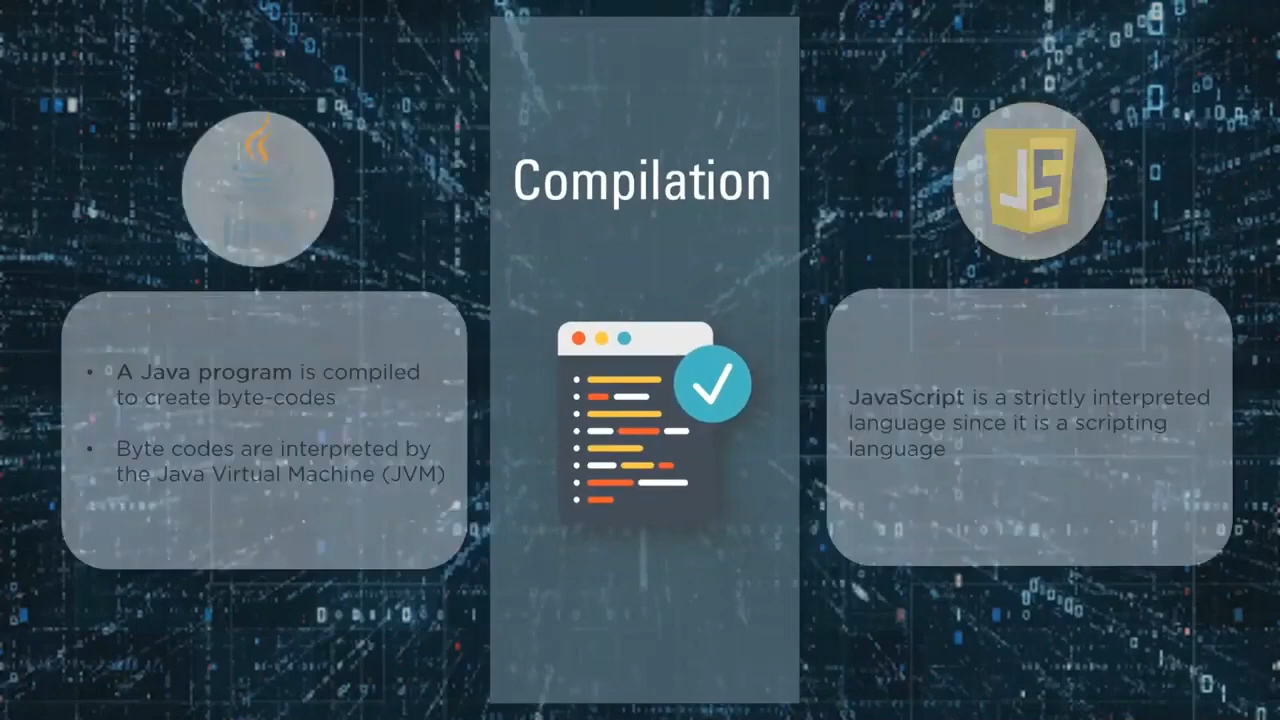 Compilation
JS
• A Java program is compiled
to create byte-codes
• Byte codes are interpreted by
the Java Virtual Machine (JVM)
JavaScript is a strictly interpreted
language since it is a scripting
language